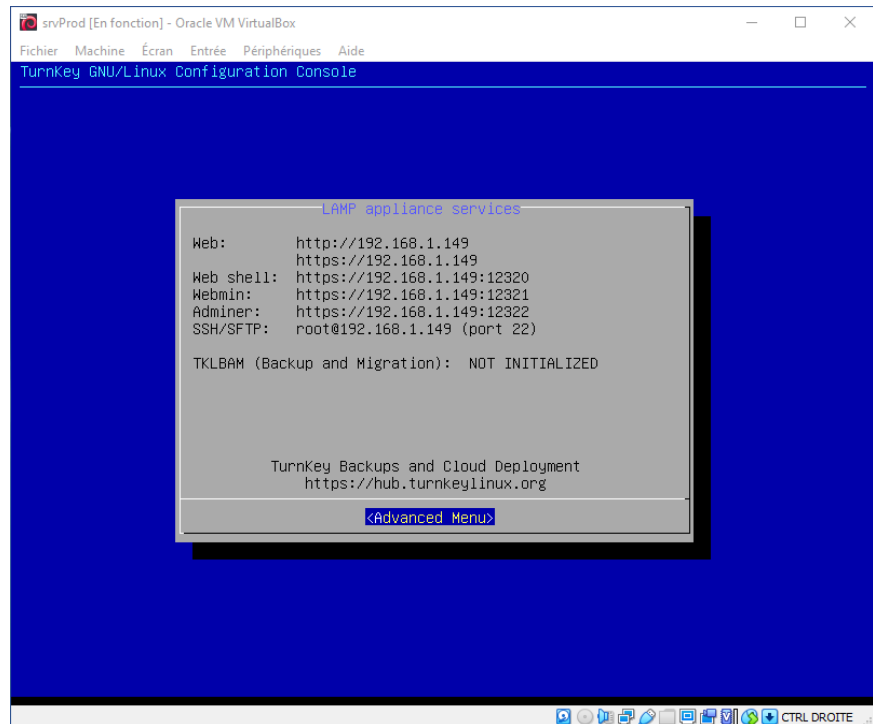 srvProd [En fonction] - Oracle VM VirtualBox
Fichier Machine Écran Entrée Périphériques Aide
TurnKey GNU/Linux Configuration Console
LAMP appliance services
Web: http://192.168.1.149
https://192.168.1.149
Web shell: https://192.168.1.149:12320
Webmin: https://192.168.1.149:12321
Adminer: https://192.168.1.149:12322
SSH/SFTP: root@192.168.1.149 (port 22)
TKLBAM (Backup and Migration): NOT INITIALIZED
TurnKey Backups and Cloud Deployment
https://hub.turnkeylinux.org
<Advanced Menu>
CTRL DROITE